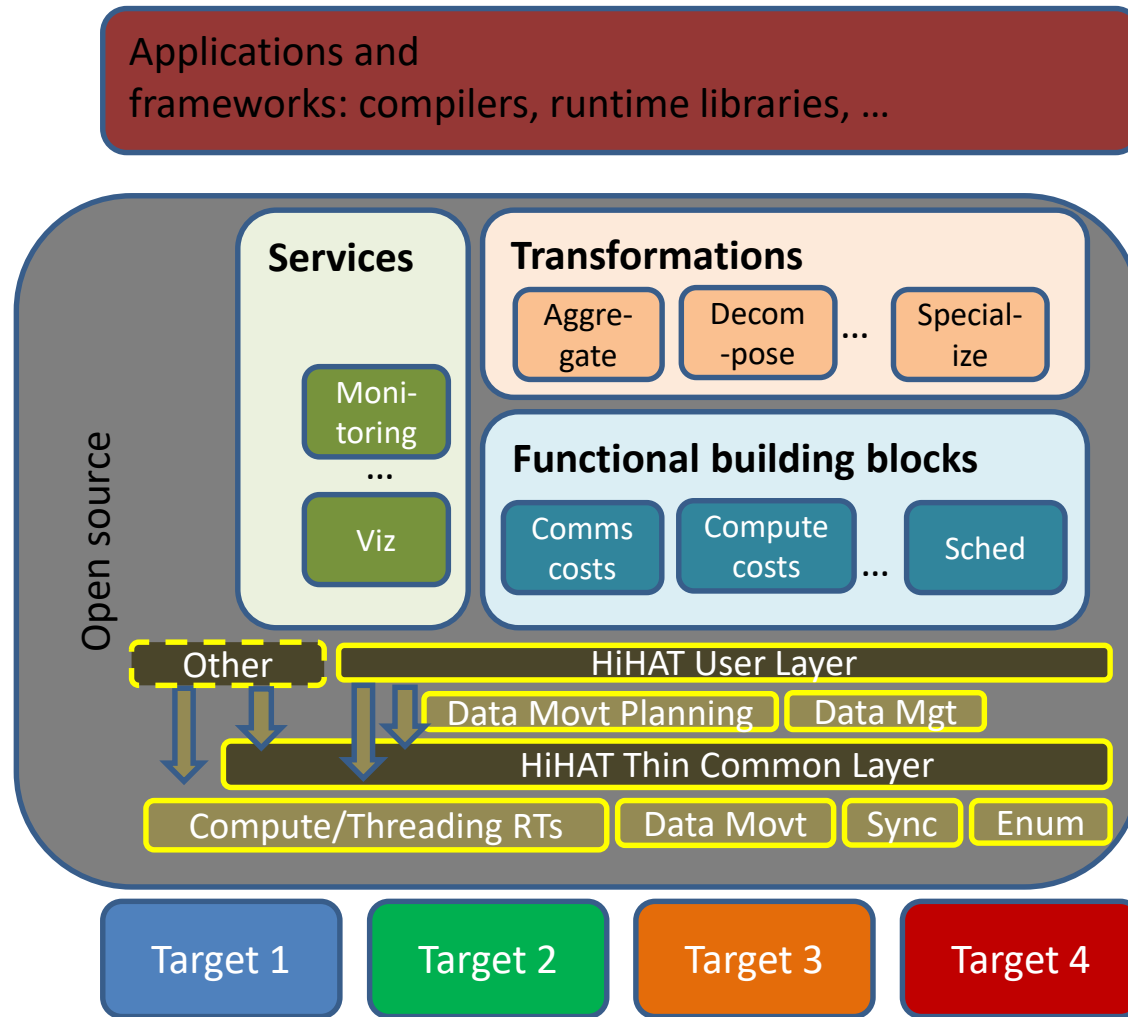 Applications and
frameworks: compilers, runtime libraries, …
Open source
Services
Moni-
toring
...
Viz
Transformations
Aggre-
gate
Decom
-pose
...
Special-
ize
Functional building blocks
Comms
costs
Compute
costs
...
Sched
Other
HiHAT User Layer
Data Movt Planning
Data Mgt
HiHAT Thin Common Layer
Compute/Threading RTs
Data Movt
Sync
Enum
Target 1
Target 2
Target 3
Target 4